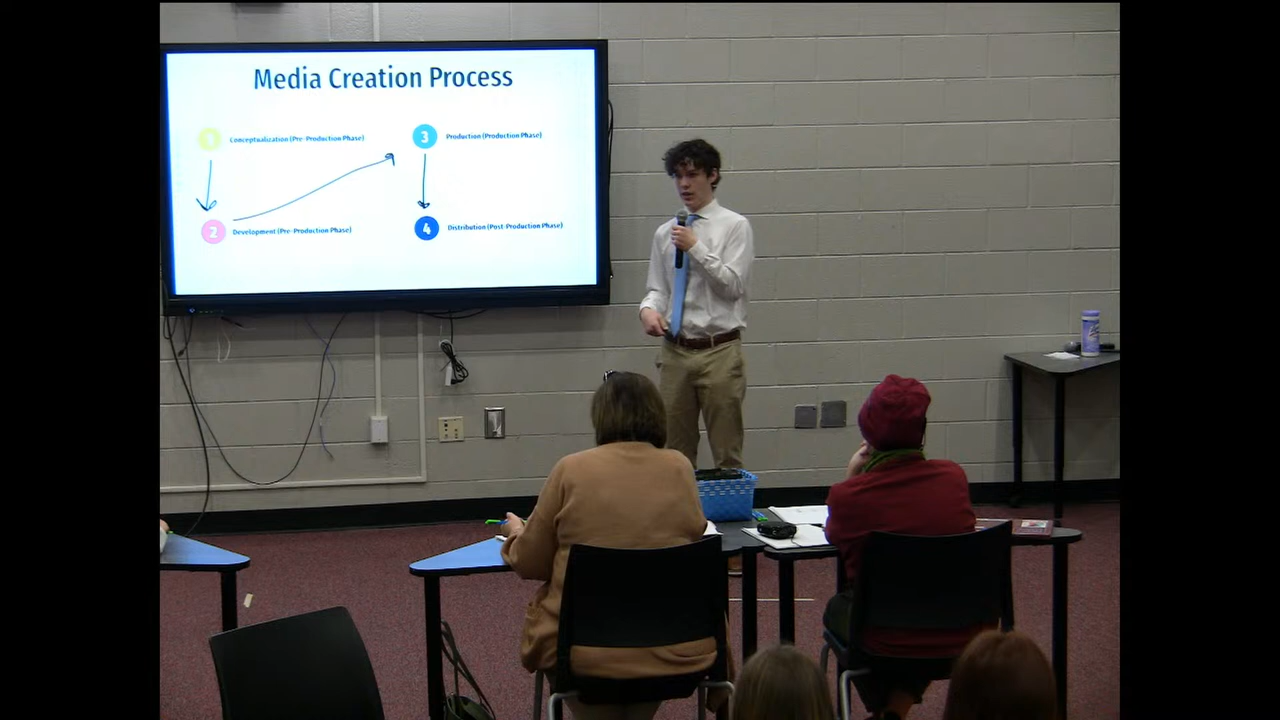 Media Creation Process
1 Conceptualization (Pre-Production Phase)
2 Development (Pre-Production Phase)
3 Production (Production Phase)
4 Distribution (Post-Production Phase)